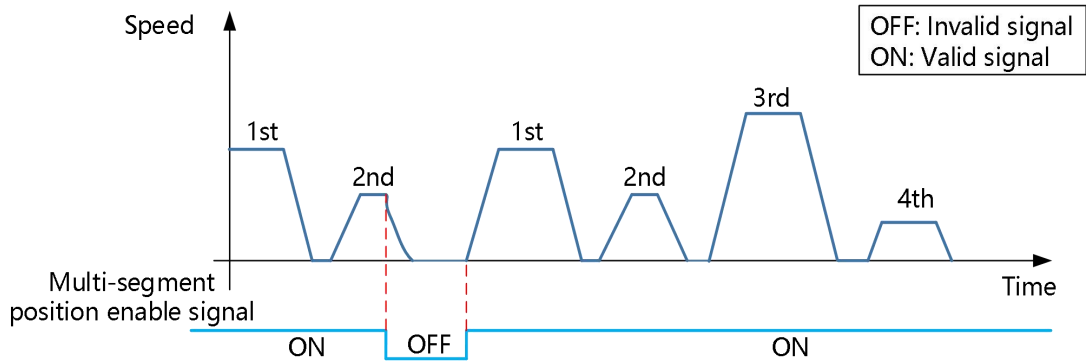 Speed
OFF: Invalid signal
ON: Valid signal
1st
2nd
1st
2nd
3rd
4th
Time
Multi-segment
position enable signal
ON
OFF
ON